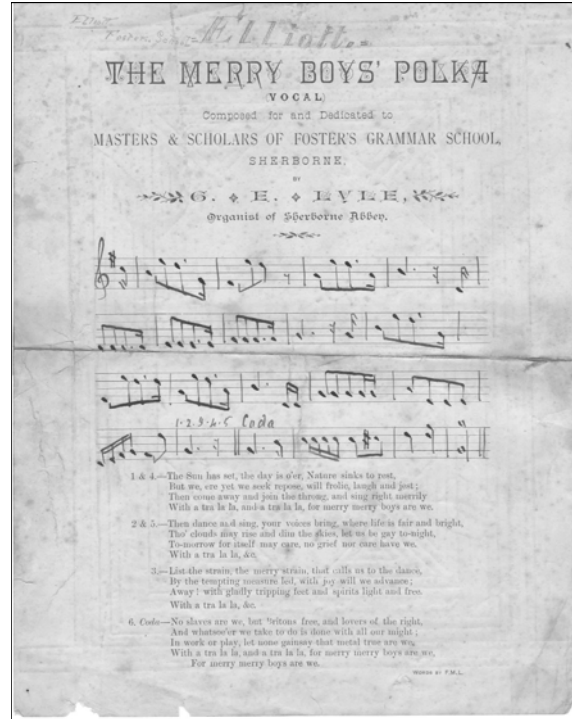 Elliott
THE MERRY BOYS' POLKA
(VOCAL)
Composed for and Dedicated to
MASTERS & SCHOLARS OF FOSTER'S GRAMMAR SCHOOL,
SHERBORNE,
BY
G. E. LYLE,
Organist of Sherborne Abbey.
1.2.3.4.5 Coda
1 & 4.—The Sun has set, the day is o'er, Nature sinks to rest,
But we, ere yet we seek repose, will frolic, laugh and jest;
Then come away and join the throng, and sing right merrily
With a tra la la, and a tra la la, for merry merry boys are we.
2 & 5.—Then dance and sing, your voices bring, where life is fair and bright,
Tho' clouds may rise and dim the skies, let us be gay to-night,
To-morrow for itself may care, no grief nor care have we,
With a tra la la, &c.
3.—List the strain, the merry strain, that calls us to the dance,
By the tempting measure led, with joy will we advance;
Away! with gladly tripping feet and spirits light and free.
With a tra la la, &c.
6. Coda—No slaves are we, but Britons free, and lovers of the right,
And whatsoe'er we take to do is done with all our might;
In work or play, let none gainsay that metal true are we,
With a tra la la, and a tra la la, for merry merry boys are we,
For merry merry boys are we.
WORDS BY F.M.L.